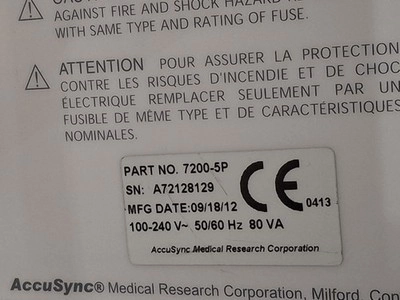 AGAINST FIRE AND SHOCK HAZARD
WITH SAME TYPE AND RATING OF FUSE.
ATTENTION POUR ASSURER LA PROTECTION
CONTRE LES RISQUES D'INCENDIE ET DE CHOC
ÉLECTRIQUE REMPLACER SEULEMENT PAR UN
FUSIBLE DE MÊME TYPE ET DE CARACTÉRISTIQUES
NOMINALES.
PART NO. 7200-5P
SN: A72128129
MFG DATE:09/18/12
100-240 V~ 50/60 Hz 80 VA
CE 0413
AccuSync Medical Research Corporation
AccuSync® Medical Research Corporation, Milford,